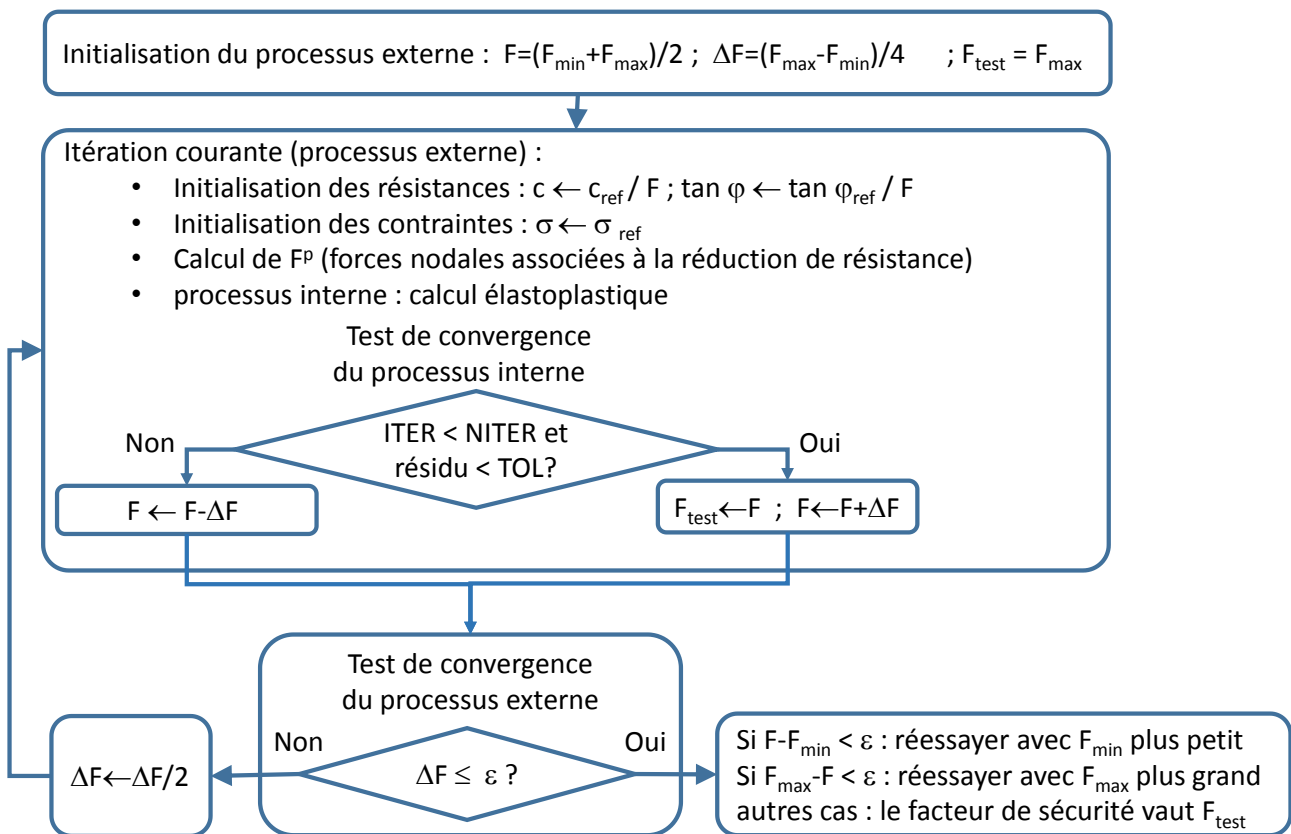 Initialisation du processus externe : F=(Fmin+Fmax)/2 ; ΔF=(Fmax-Fmin)/4 ; Ftest = Fmax
Itération courante (processus externe) :
• Initialisation des résistances : c ← cref / F ; tan φ ← tan φref / F
• Initialisation des contraintes : σ ← σ ref
• Calcul de Fp (forces nodales associées à la réduction de résistance)
• processus interne : calcul élastoplastique
Test de convergence
du processus interne
Non
ITER < NITER et
résidu < TOL?
Oui
F ← F-ΔF
Ftest←F ; F←F+ΔF
Test de convergence
du processus externe
Non
Oui
ΔF←ΔF/2
ΔF ≤ ε ?
Si F-Fmin < ε : réessayer avec Fmin plus petit
Si Fmax-F < ε : réessayer avec Fmax plus grand
autres cas : le facteur de sécurité vaut Ftest